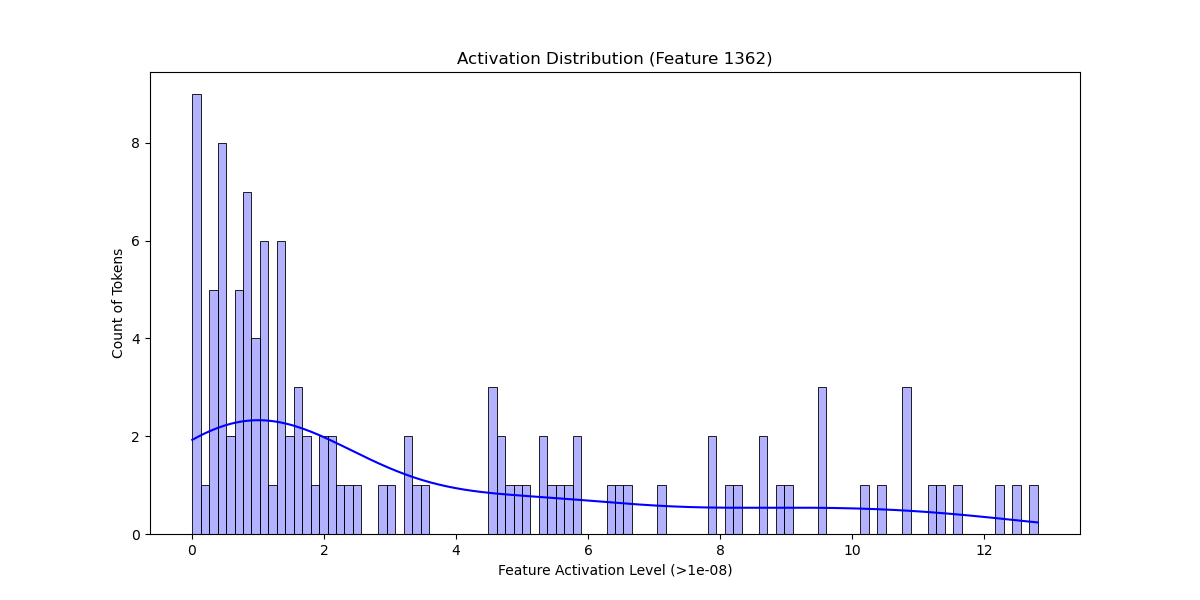 Activation Distribution (Feature 1362)
Count of Tokens
8
6
4
2
0
0 2 4 6 8 10 12
Feature Activation Level (>1e-08)